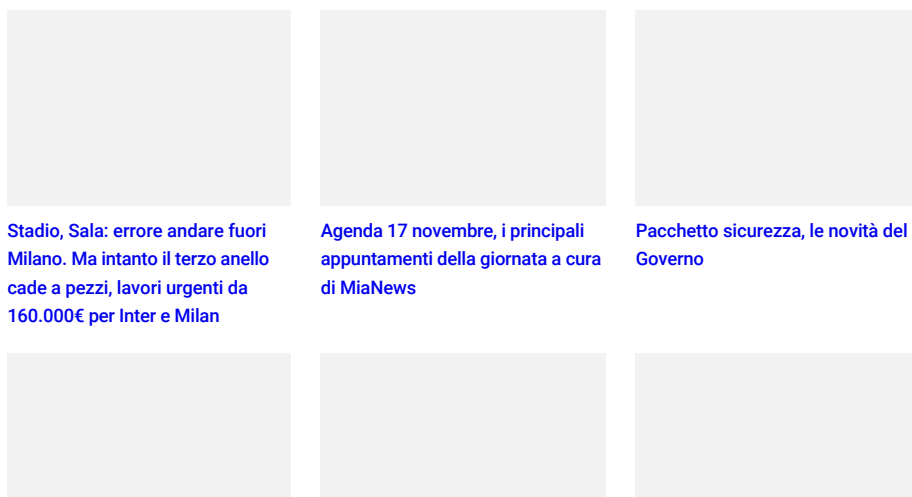 Stadio, Sala: errore andare fuori
Milano. Ma intanto il terzo anello
cade a pezzi, lavori urgenti da
160.000€ per Inter e Milan
Agenda 17 novembre, i principali
appuntamenti della giornata a cura
di MiaNews
Pacchetto sicurezza, le novità del
Governo